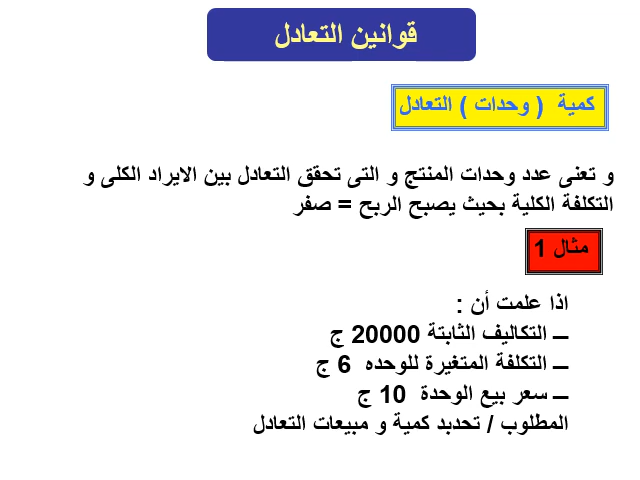 قوانين التعادل
كمية ( وحدات ) التعادل
و تعنى عدد وحدات المنتج و التى تحقق التعادل بين الايراد الكلى و
التكلفة الكلية بحيث يصبح الربح = صفر
مثال 1
اذا علمت أن :
ــ التكاليف الثابتة 20000 ج
ــ التكلفة المتغيرة للوحده 6 ج
ــ سعر بيع الوحدة 10 ج
المطلوب / تحدبد كمية و مبيعات التعادل